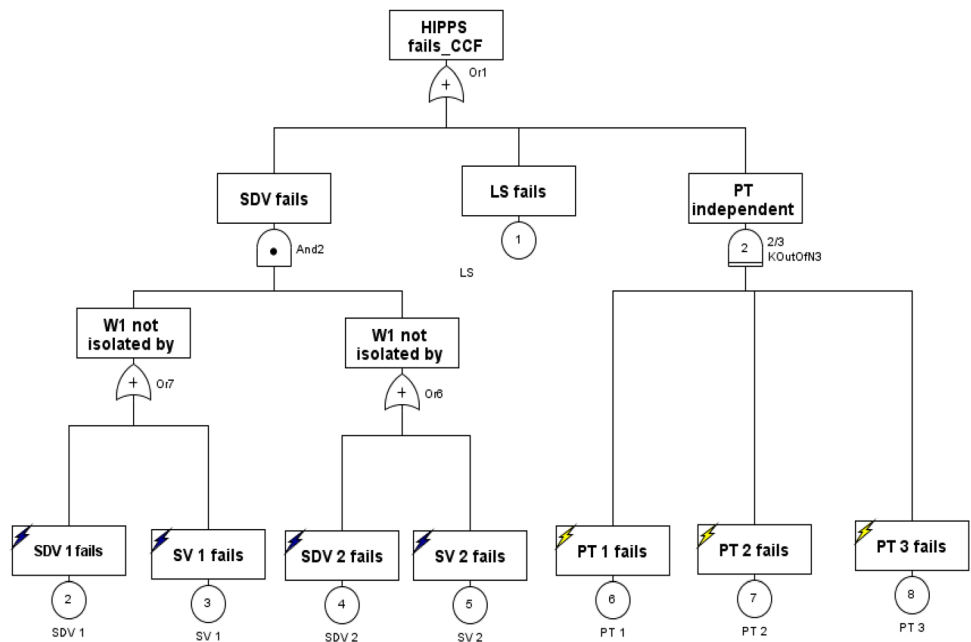 HIPPS
fails_CCF
+
Or1
SDV fails
LS fails
PT
independent
And2
1
LS
2
2/3
KOutOfN3
W1 not
isolated by
+
Or7
W1 not
isolated by
+
Or6
SDV 1 fails
SV 1 fails
SDV 2 fails
SV 2 fails
PT 1 fails
PT 2 fails
PT 3 fails
2
3
4
5
6
7
8
SDV 1
SV 1
SDV 2
SV 2
PT 1
PT 2
PT 3